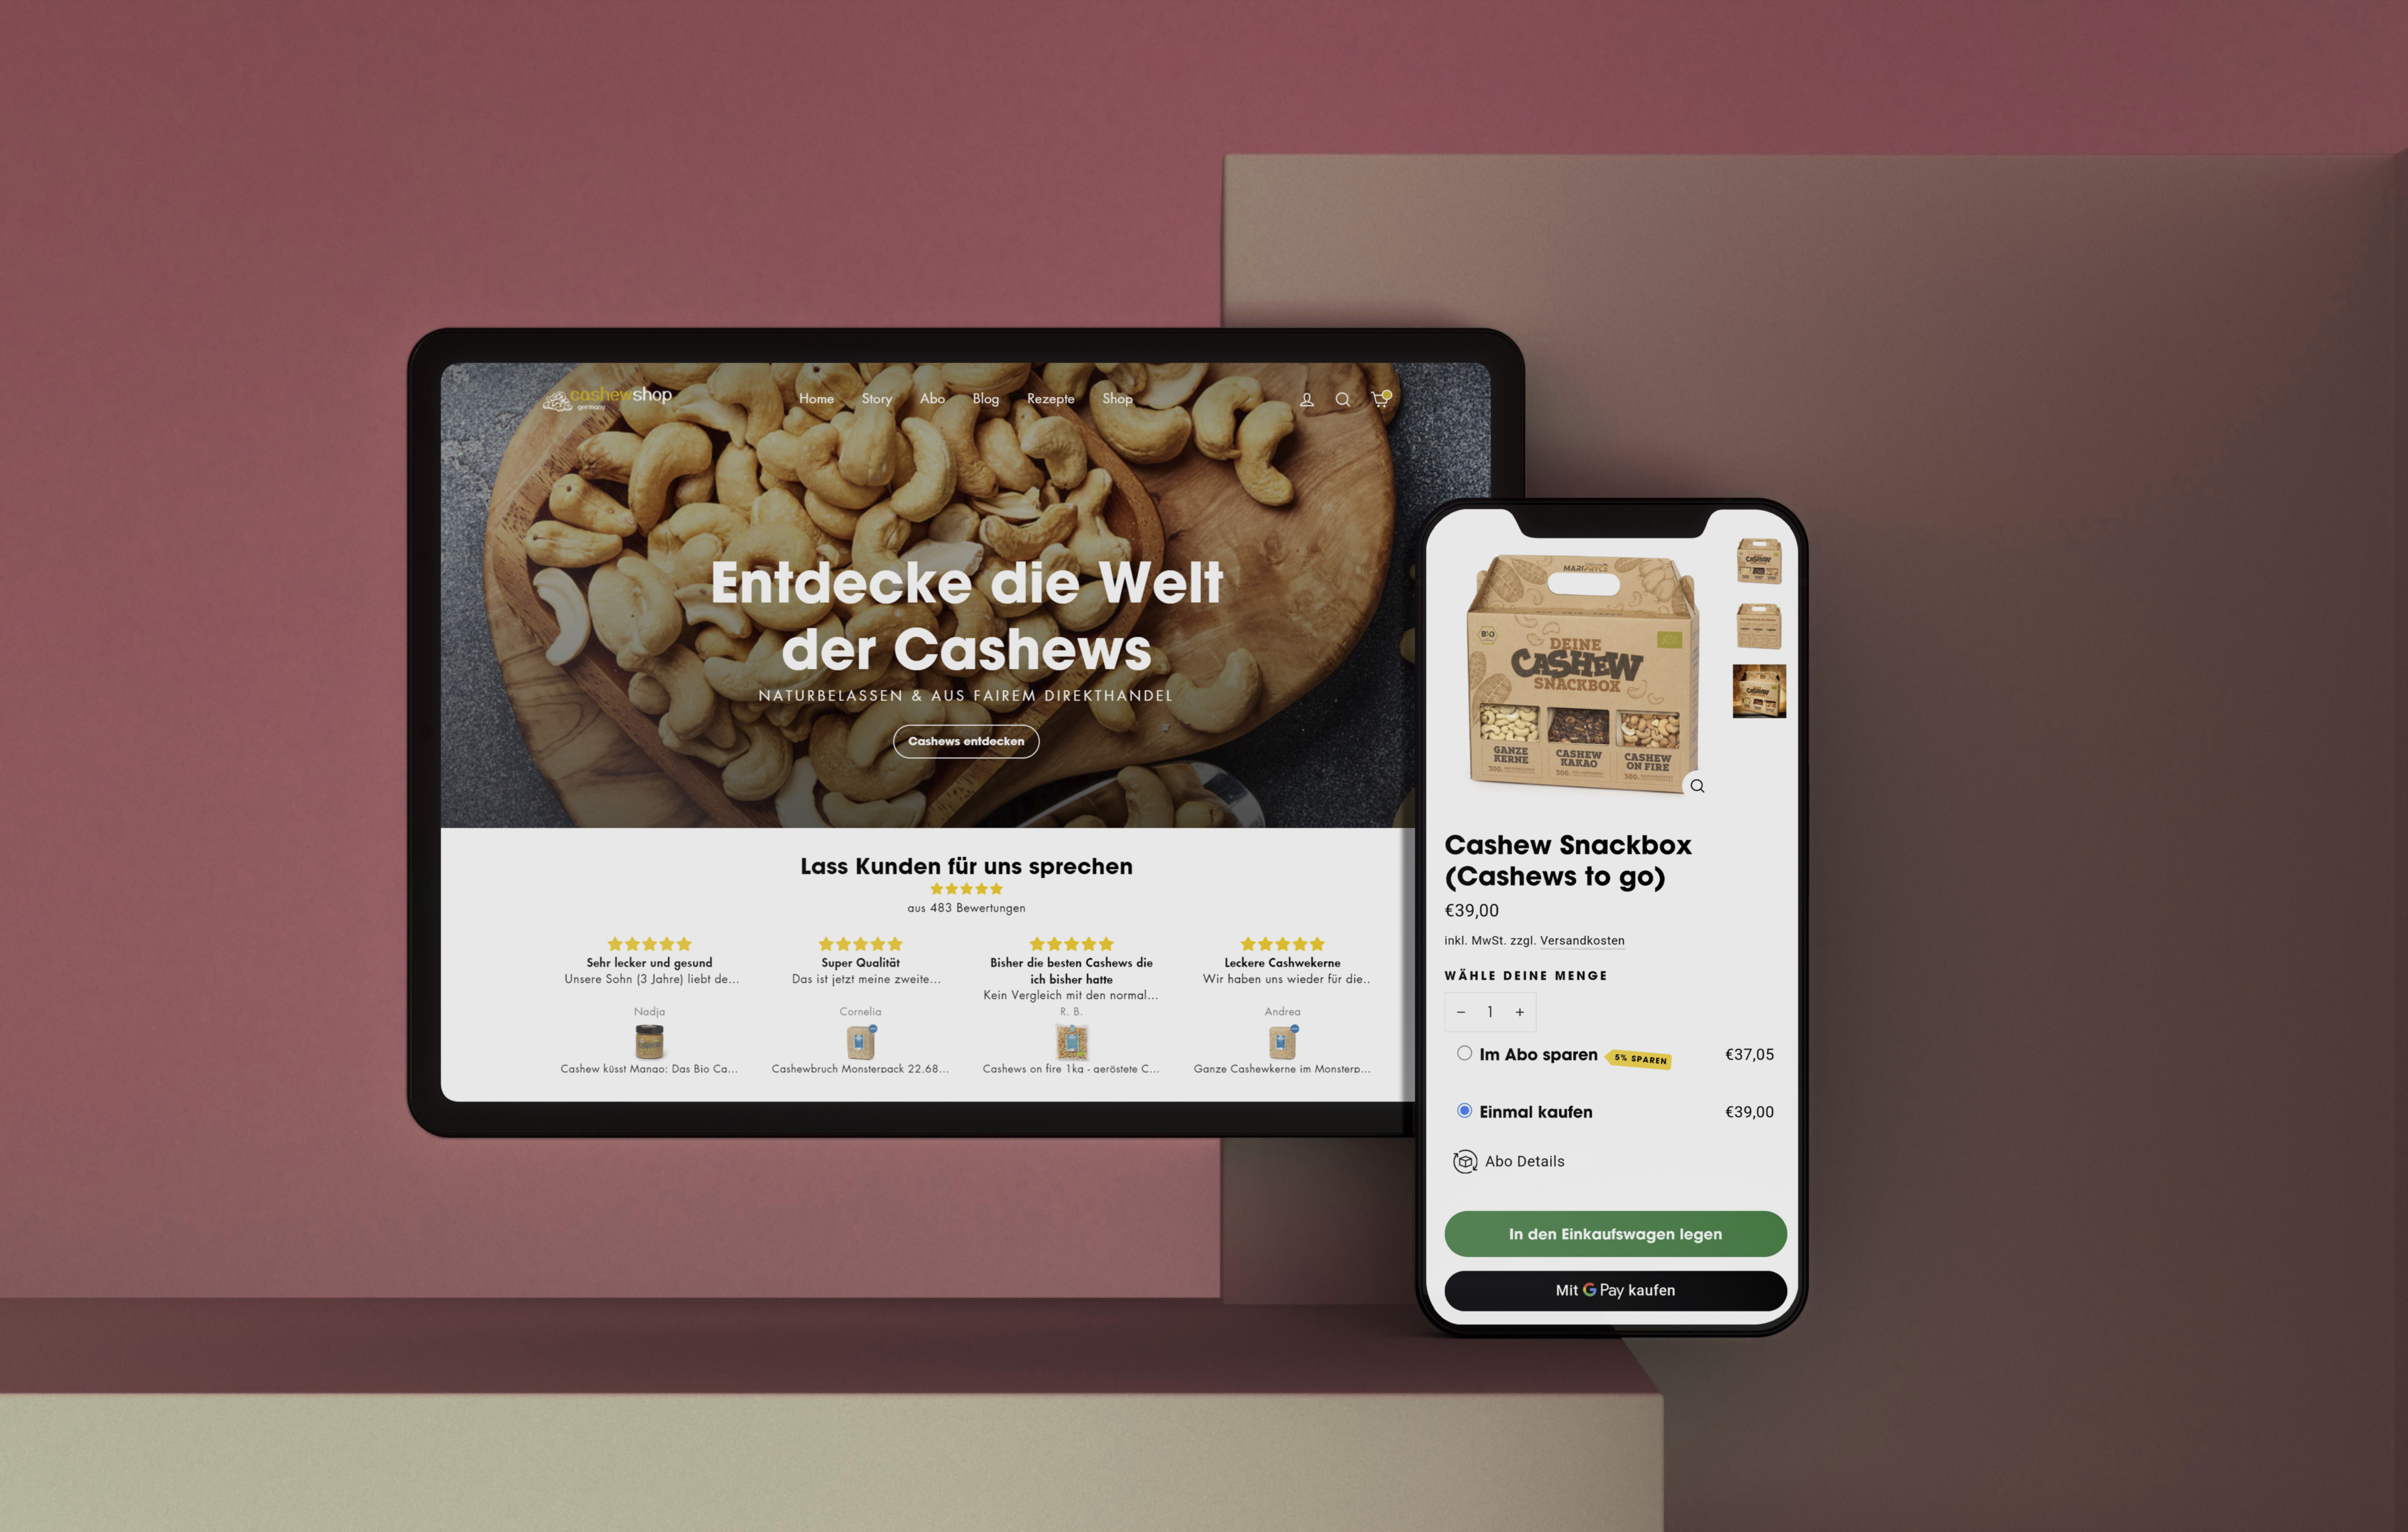 cashewshop
germany
Home Story Abo Blog Rezepte Shop
Entdecke die Welt
der Cashews
NATURBELASSEN & AUS FAIREM DIREKTHANDEL
Cashews entdecken
Lass Kunden für uns sprechen
aus 483 Bewertungen
Sehr lecker und gesund
Unsere Sohn (3 Jahre) liebt de...
Nadja
Cashew küsst Mango: Das Bio Ca...
Super Qualität
Das ist jetzt meine zweite...
Cornelia
Cashewbruch Monsterpack 22,68...
Bisher die besten Cashews die
ich bisher hatte
Kein Vergleich mit den normal...
R. B.
Cashews on fire 1kg - geröstete C...
Leckere Cashwekerne
Wir haben uns wieder für die..
Andrea
Ganze Cashewkerne im Monsterp...
BIO
DEINE
CASHEW
SNACKBOX
GANZE
KERNE
300g
CASHEW
KAKAO
300g
CASHEW
ON FIRE
300g
Cashew Snackbox
(Cashews to go)
€39,00
inkl. MwSt. zzgl. Versandkosten
WÄHLE DEINE MENGE
− 1 +
Im Abo sparen 5% SPAREN €37,05
Einmal kaufen €39,00
Abo Details
In den Einkaufswagen legen
Mit G Pay kaufen